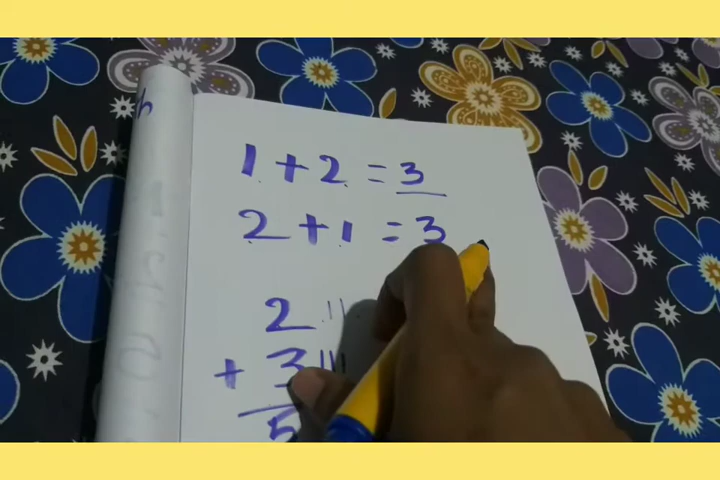 1 + 2 = 3
2 + 1 = 3
2 ||
+ 3 |||
5